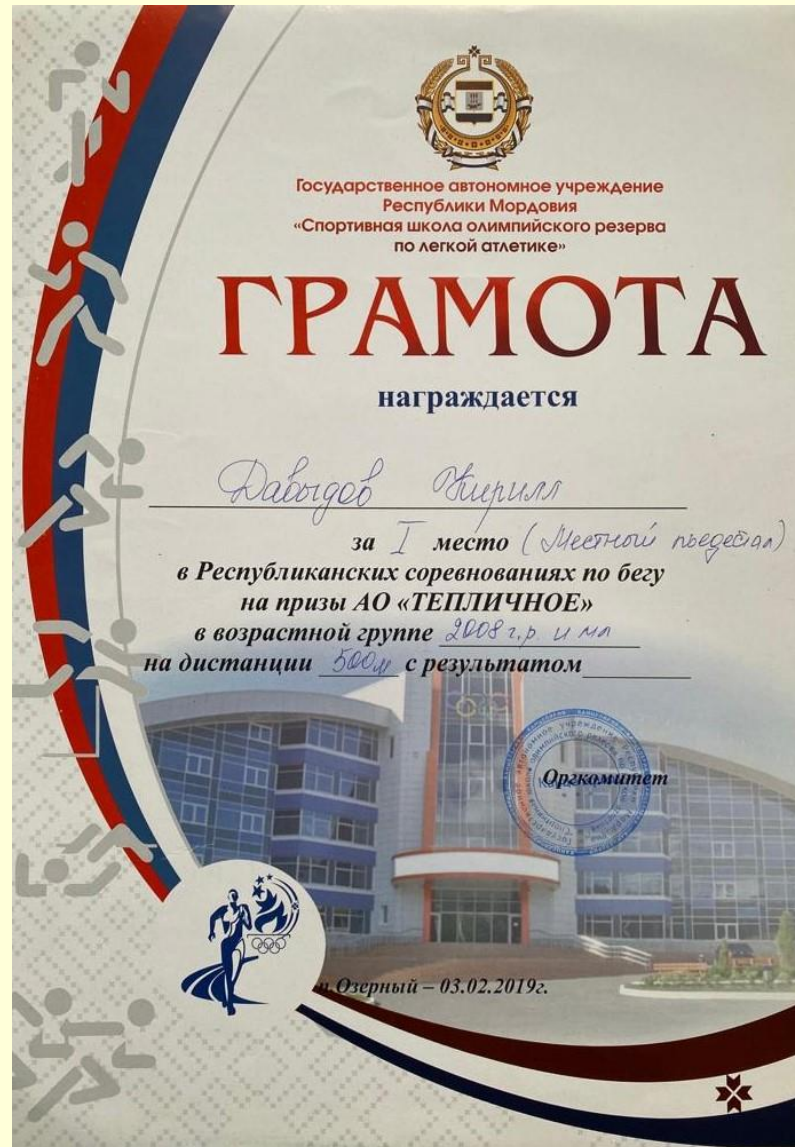 Государственное автономное учреждение
Республики Мордовия
«Спортивная школа олимпийского резерва
по легкой атлетике»
ГРАМОТА
награждается
Давыдов Кирилл
за I место (Местный пьедестал)
в Республиканских соревнованиях по бегу
на призы АО «ТЕПЛИЧНОЕ»
в возрастной группе 2008 г.р. и мл
на дистанции 500м с результатом
Оргкомитет
п.Озерный – 03.02.2019г.